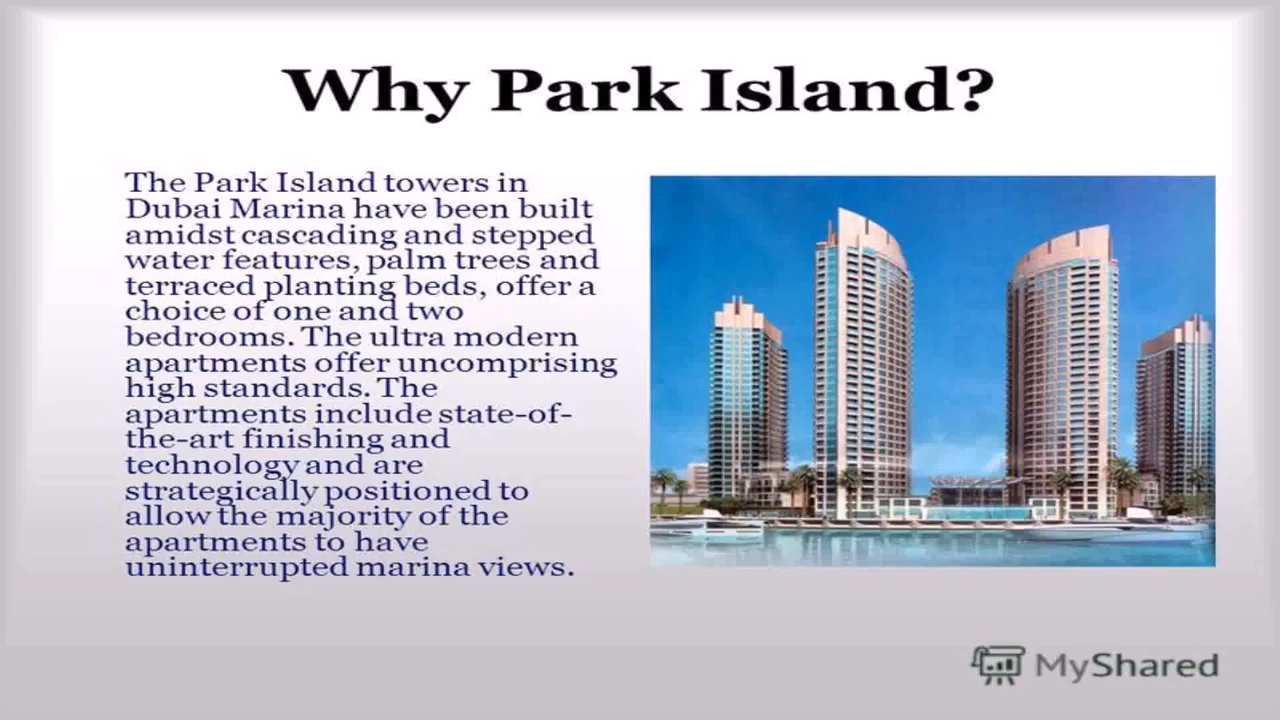 Why Park Island?
The Park Island towers in
Dubai Marina have been built
amidst cascading and stepped
water features, palm trees and
terraced planting beds, offer a
choice of one and two
bedrooms. The ultra modern
apartments offer uncomprising
high standards. The
apartments include state-of-
the-art finishing and
technology and are
strategically positioned to
allow the majority of the
apartments to have
uninterrupted marina views.
MyShared